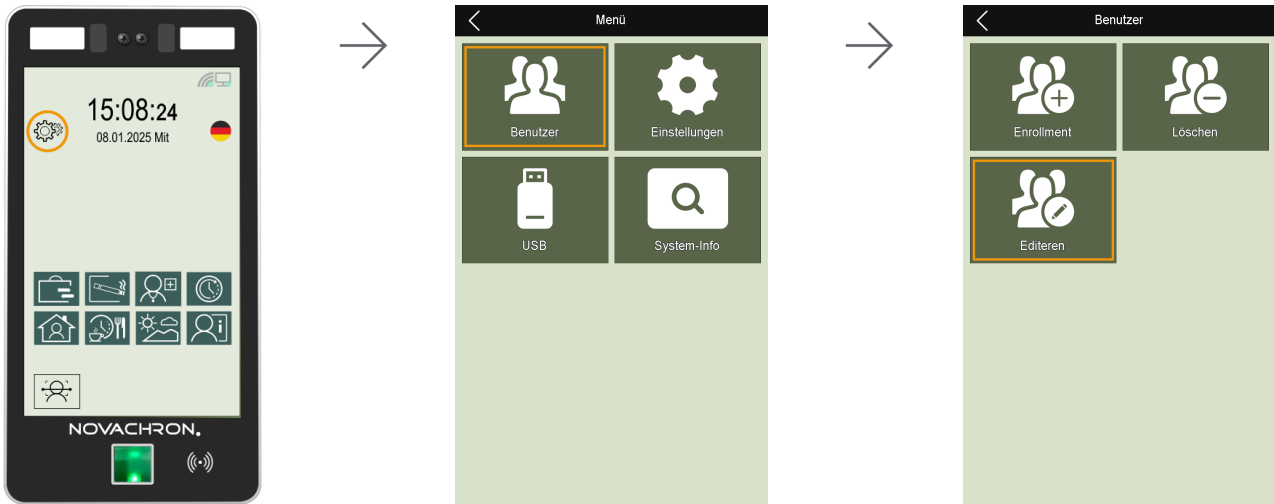 15:08:24
08.01.2025 Mit
NOVACHRON.
Menü
Benutzer
Einstellungen
USB
System-Info
Benutzer
Enrollment
Löschen
Editeren